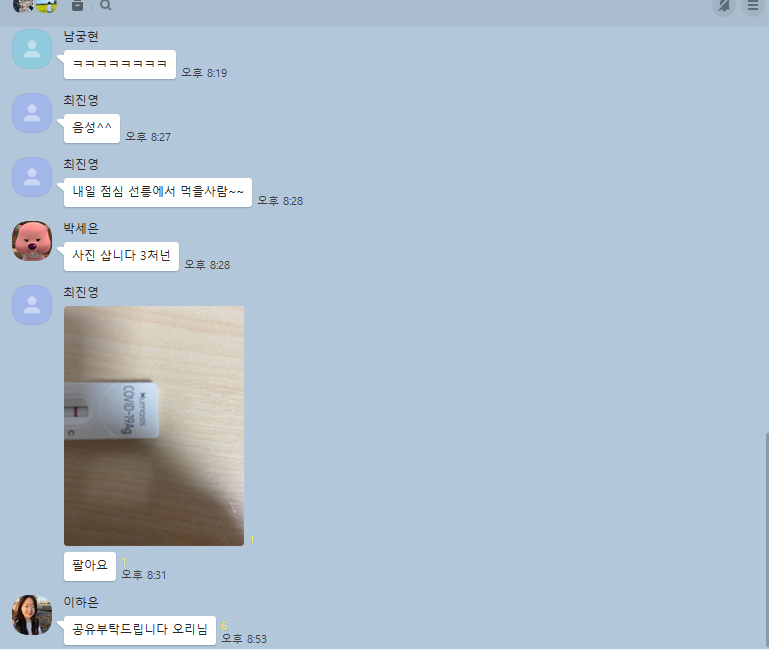 남궁현
ㅋㅋㅋㅋㅋㅋㅋㅋ
오후 8:19
최진영
음성^^
오후 8:27
최진영
내일 점심 선릉에서 먹을사람~~
오후 8:28
박세은
사진 삽니다 3처넌
오후 8:28
최진영
Humasis
COVID-19Ag
C
1
팔아요
1
오후 8:31
이하은
공유부탁드립니다 오리님
6
오후 8:53